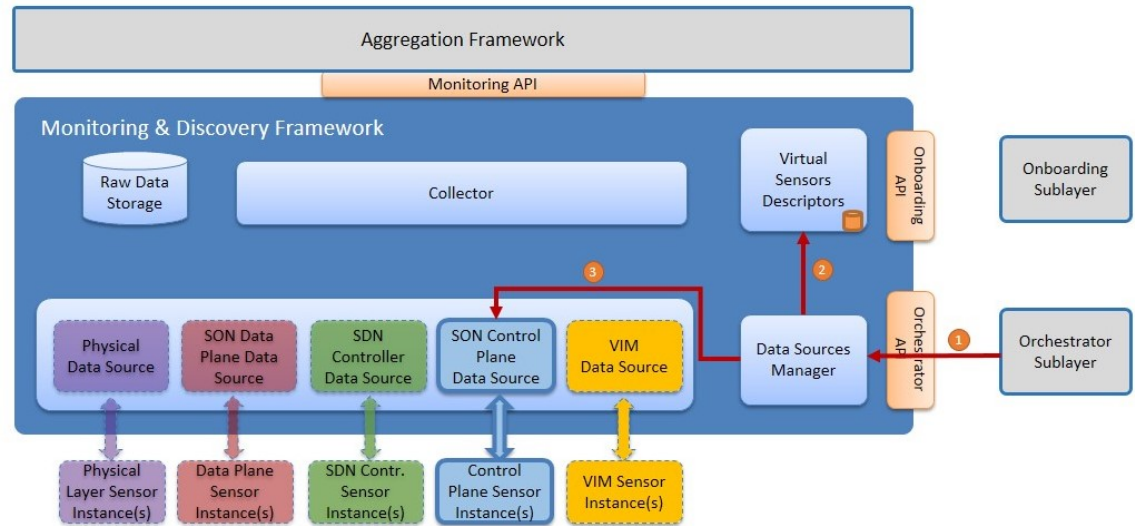 Aggregation Framework
Monitoring API
Monitoring & Discovery Framework
Raw Data
Storage
Collector
Virtual
Sensors
Descriptors
Onboarding
API
Onboarding
Sublayer
3
2
1
Physical
Data Source
SON Data
Plane Data
Source
SDN
Controller
Data Source
SON Control
Plane
Data Source
VIM
Data Source
Data Sources
Manager
Orchestrator
API
Orchestrator
Sublayer
Physical
Layer Sensor
Instance(s)
Data Plane
Sensor
Instance(s)
SDN Contr.
Sensor
Instance(s)
Control
Plane Sensor
Instance(s)
VIM Sensor
Instance(s)